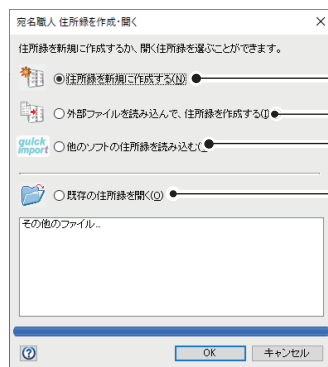 宛名職人 住所録を作成・開く
住所録を新規に作成するか、開く住所録を選ぶことができます。
住所録を新規に作成する(N)
外部ファイルを読み込んで、住所録を作成する(I
quick
import
他のソフトの住所録を読み込む(
既存の住所録を開く(O)
その他のファイル...
OK
キャンセル